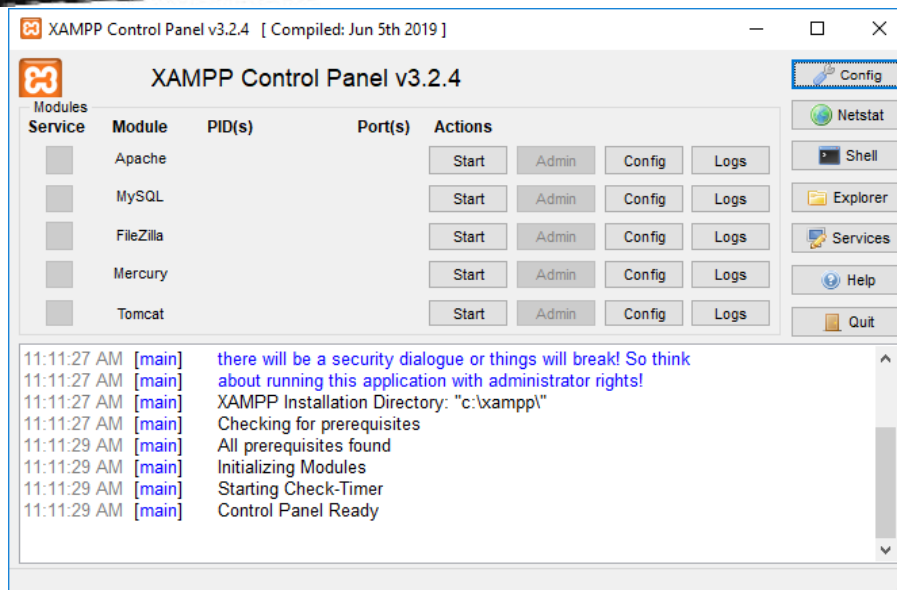 XAMPP Control Panel v3.2.4 [ Compiled: Jun 5th 2019 ]
XAMPP Control Panel v3.2.4
Config
Modules
Service Module PID(s) Port(s) Actions
Netstat
Apache Start Admin Config Logs
Shell
MySQL Start Admin Config Logs
Explorer
FileZilla Start Admin Config Logs
Services
Mercury Start Admin Config Logs
Help
Tomcat Start Admin Config Logs
Quit
11:11:27 AM [main] there will be a security dialogue or things will break! So think
11:11:27 AM [main] about running this application with administrator rights!
11:11:27 AM [main] XAMPP Installation Directory: "c:\xampp\"
11:11:27 AM [main] Checking for prerequisites
11:11:29 AM [main] All prerequisites found
11:11:29 AM [main] Initializing Modules
11:11:29 AM [main] Starting Check-Timer
11:11:29 AM [main] Control Panel Ready